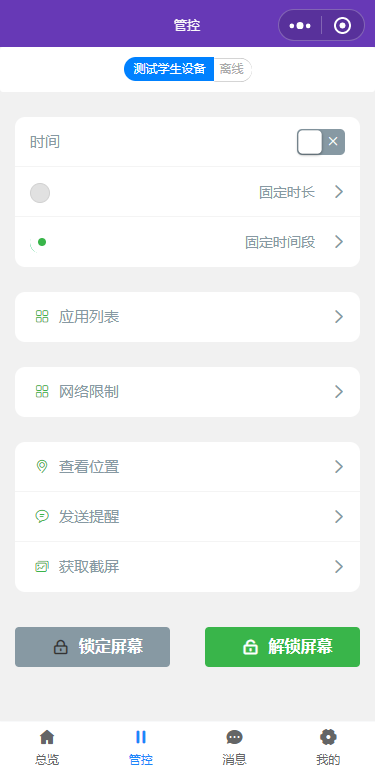 管控
测试学生设备 离线
时间
固定时长
固定时间段
应用列表
网络限制
查看位置
发送提醒
获取截屏
锁定屏幕 解锁屏幕
总览 管控 消息 我的